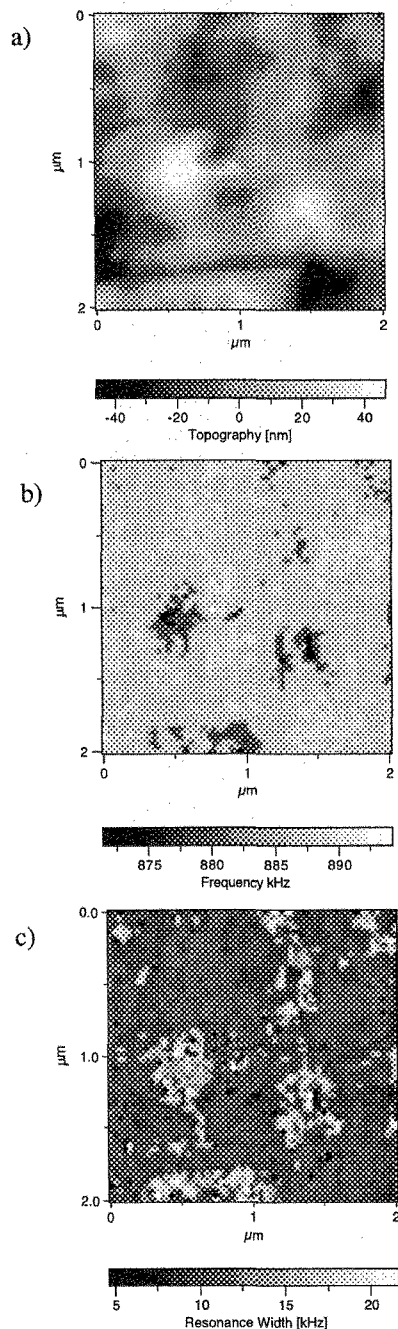 a)
0
1
2
µm
0 1 2
µm
-40 -20 0 20 40
Topography [nm]
b)
0
1
2
µm
0 1 2
µm
875 880 885 890
Frequency kHz
c)
0.0
1.0
2.0
µm
0 1 2
µm
5 10 15 20
Resonance Width [kHz]